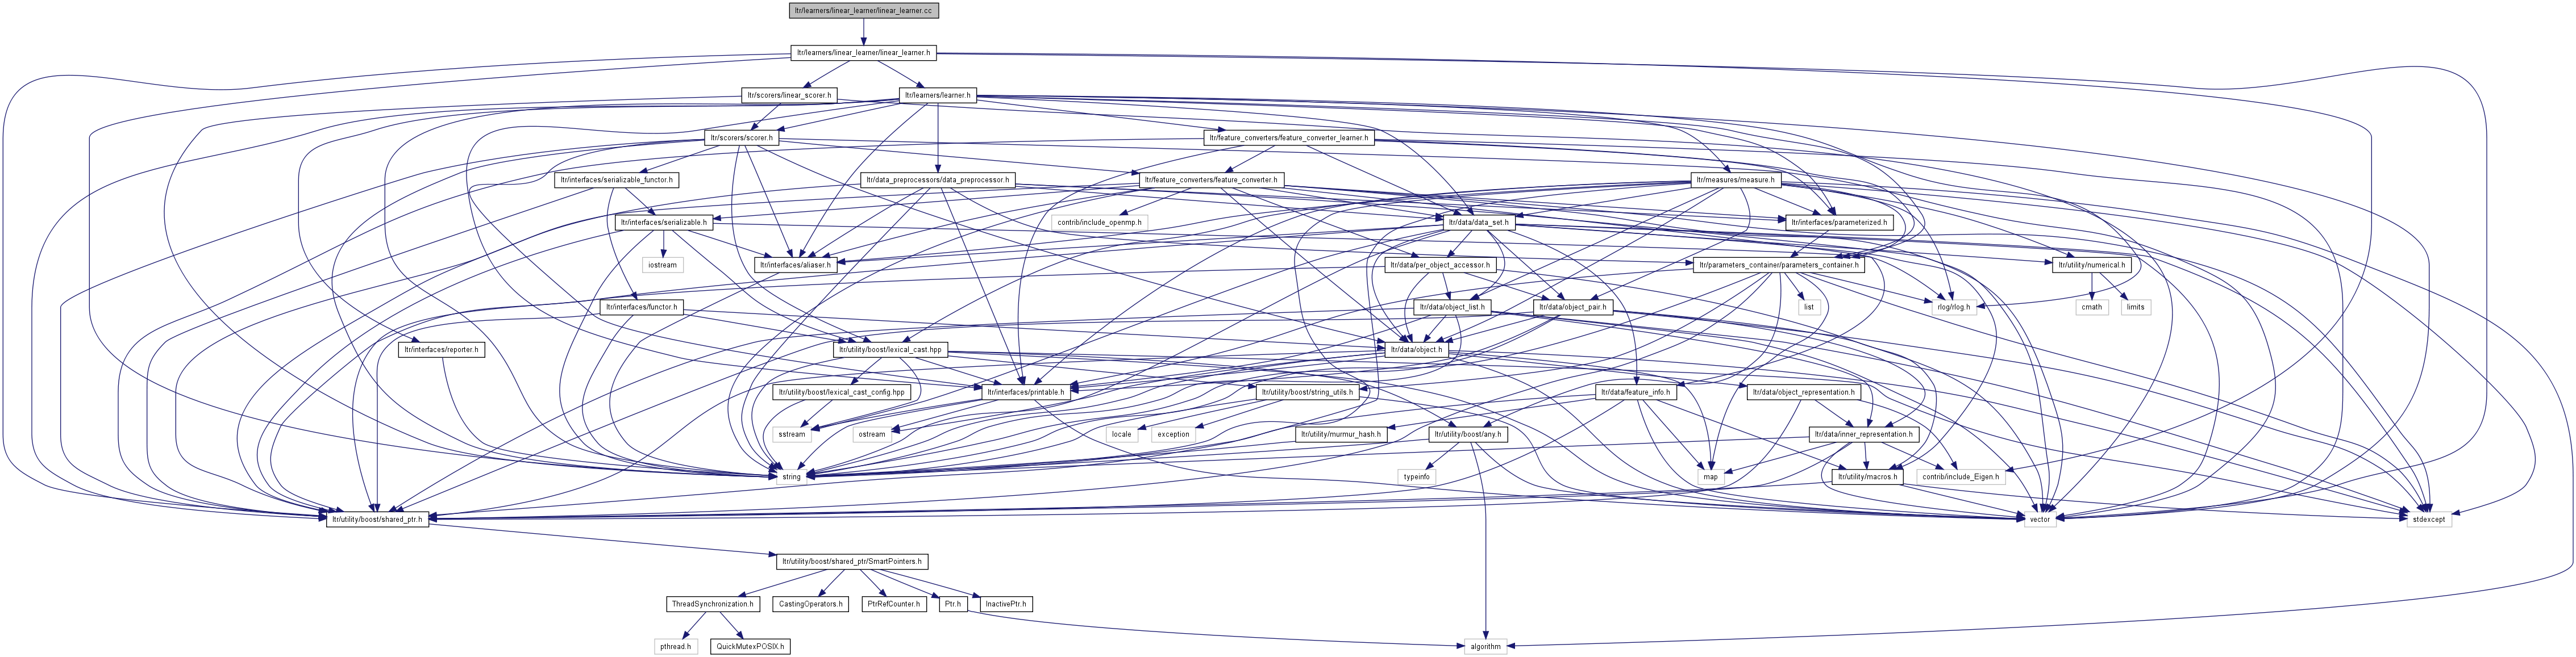 ltr/learners/linear_learner/linear_learner.cc
ltr/learners/linear_learner/linear_learner.h
ltr/scorers/linear_scorer.h
ltr/learners/learner.h
ltr/scorers/scorer.h
ltr/feature_converters/feature_converter_learner.h
ltr/interfaces/serializable_functor.h
ltr/data_preprocessors/data_preprocessor.h
ltr/feature_converters/feature_converter.h
ltr/measures/measure.h
ltr/interfaces/serializable.h
contrib/include_openmp.h
ltr/data/data_set.h
ltr/interfaces/parameterized.h
iostream
ltr/interfaces/aliaser.h
ltr/data/per_object_accessor.h
ltr/parameters_container/parameters_container.h
ltr/utility/numerical.h
ltr/interfaces/functor.h
ltr/data/object_list.h
ltr/data/object_pair.h
list
rlog/rlog.h
cmath
limits
ltr/interfaces/reporter.h
ltr/utility/boost/lexical_cast.hpp
ltr/data/object.h
ltr/utility/boost/lexical_cast_config.hpp
ltr/interfaces/printable.h
ltr/utility/boost/string_utils.h
ltr/data/feature_info.h
ltr/data/object_representation.h
sstream
ostream
locale
exception
ltr/utility/murmur_hash.h
ltr/utility/boost/any.h
ltr/data/inner_representation.h
string
typeinfo
map
ltr/utility/macros.h
contrib/include_Eigen.h
ltr/utility/boost/shared_ptr.h
vector
stdexcept
ltr/utility/boost/shared_ptr/SmartPointers.h
ThreadSynchronization.h
CastingOperators.h
PtrRefCounter.h
Ptr.h
InactivePtr.h
pthread.h
QuickMutexPOSIX.h
algorithm